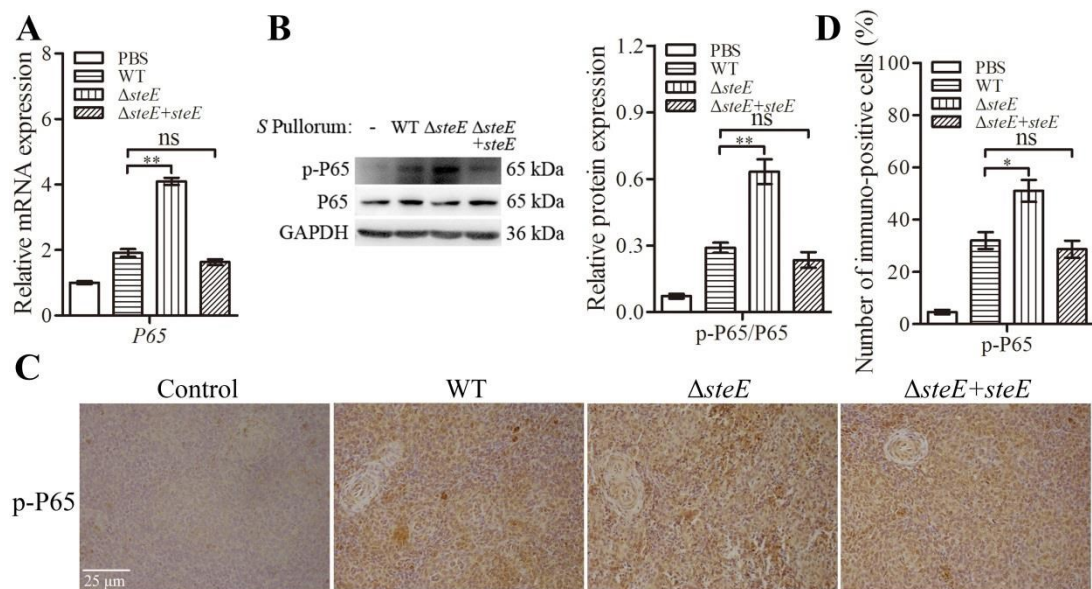 A
Relative mRNA expression
8
6
4
2
0
PBS
WT
ΔsteE
ΔsteE+steE
ns
**
P65
B
S Pullorum: - WT ΔsteE ΔsteE
+steE
p-P65 65 kDa
P65 65 kDa
GAPDH 36 kDa
Relative protein expression
1.2
0.9
0.6
0.3
0.0
PBS
WT
ΔsteE
ΔsteE+steE
ns
**
p-P65/P65
D
Number of immuno-positive cells (%)
100
80
60
40
20
0
PBS
WT
ΔsteE
ΔsteE+steE
ns
*
p-P65
C
Control WT ΔsteE ΔsteE+steE
p-P65
25 μm